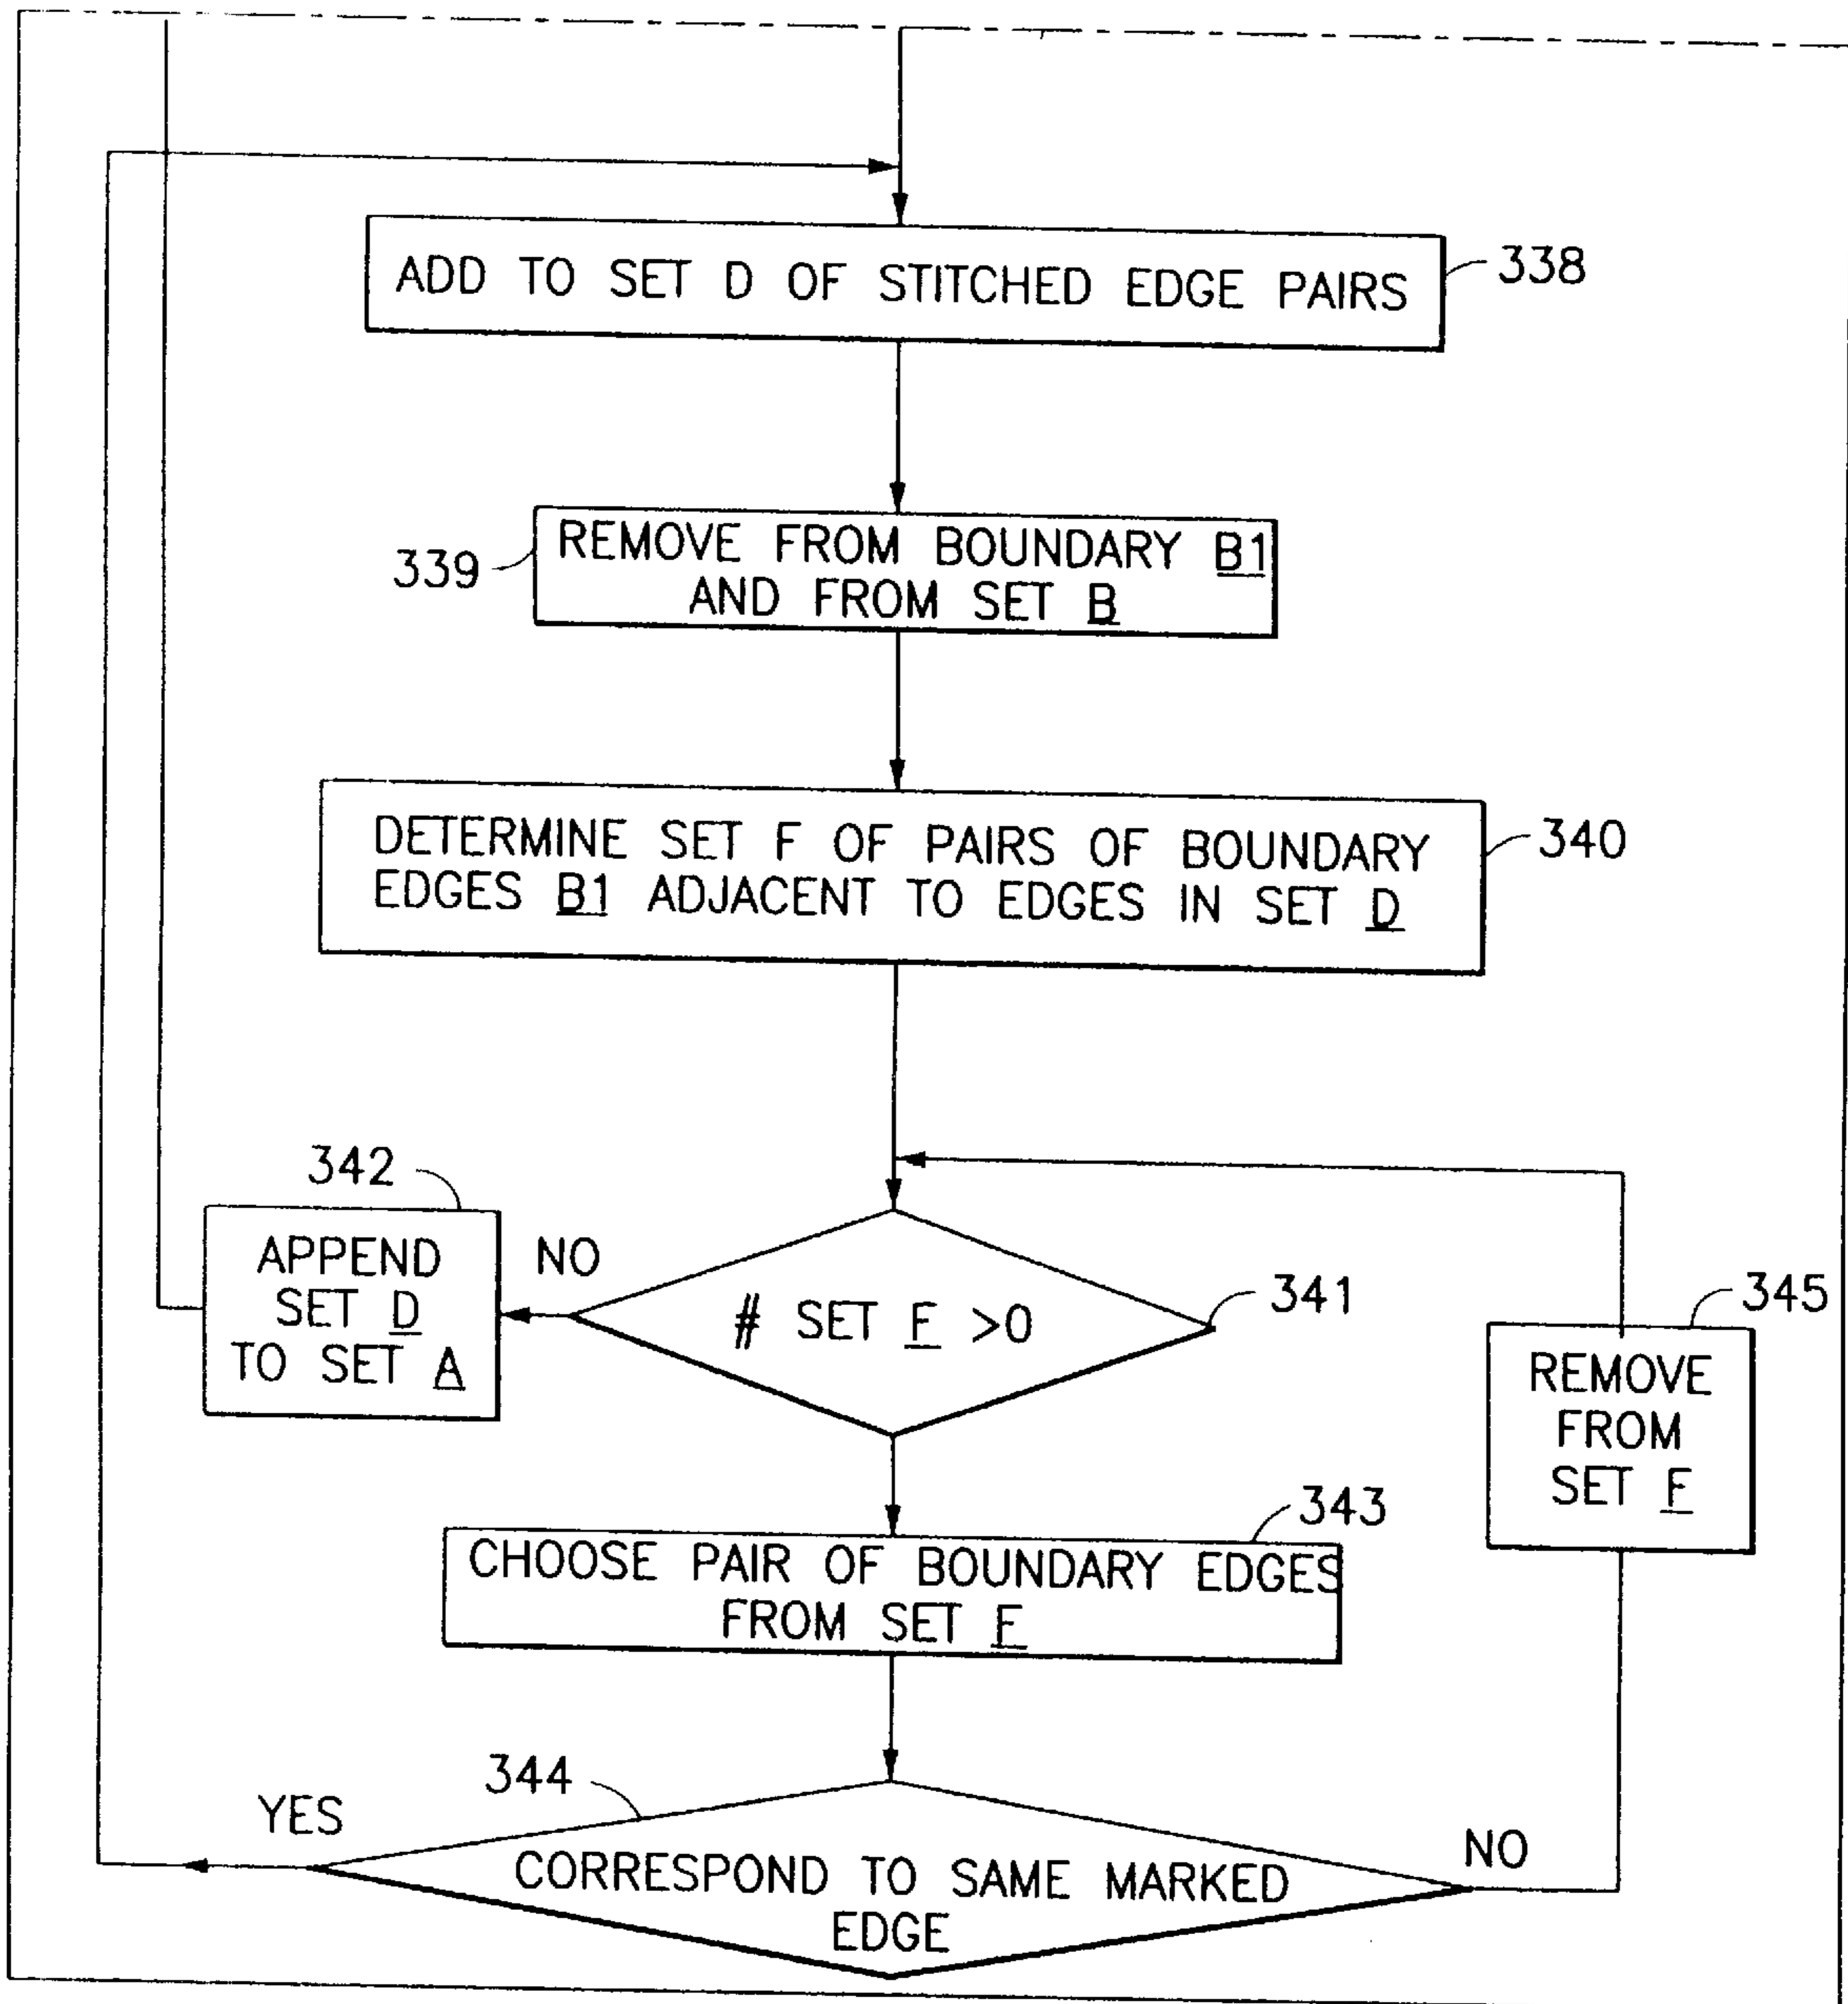 ADD TO SET D OF STITCHED EDGE PAIRS
338
REMOVE FROM BOUNDARY B1
AND FROM SET B
339
DETERMINE SET F OF PAIRS OF BOUNDARY
EDGES B1 ADJACENT TO EDGES IN SET D
340
342
APPEND
SET D
TO SET A
NO
# SET F >0
341
345
REMOVE
FROM
SET F
343
CHOOSE PAIR OF BOUNDARY EDGES
FROM SET F
344
YES
CORRESPOND TO SAME MARKED
EDGE
NO